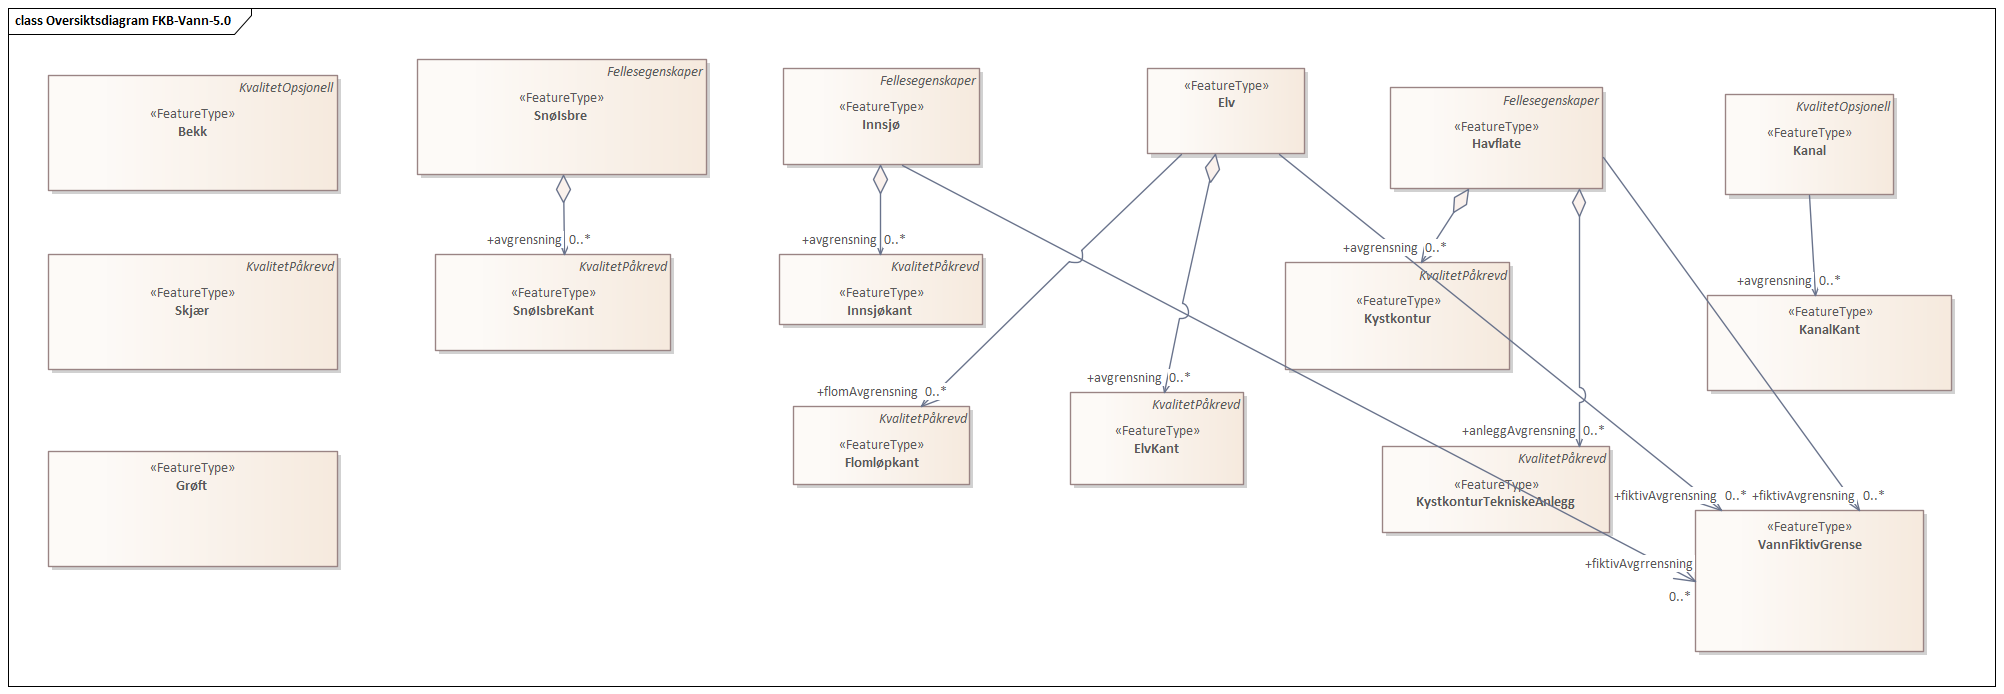 class Oversiktsdiagram FKB-Vann-5.0
KvalitetOpsjonell
«FeatureType»
Bekk
Fellesegenskaper
«FeatureType»
SnøIsbre
Fellesegenskaper
«FeatureType»
Innsjø
«FeatureType»
Elv
Fellesegenskaper
«FeatureType»
Havflate
KvalitetOpsjonell
«FeatureType»
Kanal
+avgrensning 0..*
+avgrensning 0..*
+avgrensning 0..*
+avgrensning 0..*
KvalitetPåkrevd
«FeatureType»
Skjær
KvalitetPåkrevd
«FeatureType»
SnøIsbreKant
KvalitetPåkrevd
«FeatureType»
Innsjøkant
KvalitetPåkrevd
«FeatureType»
Kystkontur
«FeatureType»
KanalKant
+flomAvgrensning 0..*
+avgrensning 0..*
KvalitetPåkrevd
«FeatureType»
Flomløpkant
KvalitetPåkrevd
«FeatureType»
ElvKant
+anleggAvgrensning 0..*
KvalitetPåkrevd
«FeatureType»
KystkonturTekniskeAnlegg
«FeatureType»
Grøft
+fiktivAvgrensning 0..*
+fiktivAvgrensning 0..*
«FeatureType»
VannFiktivGrense
+fiktivAvgrrensning
0..*